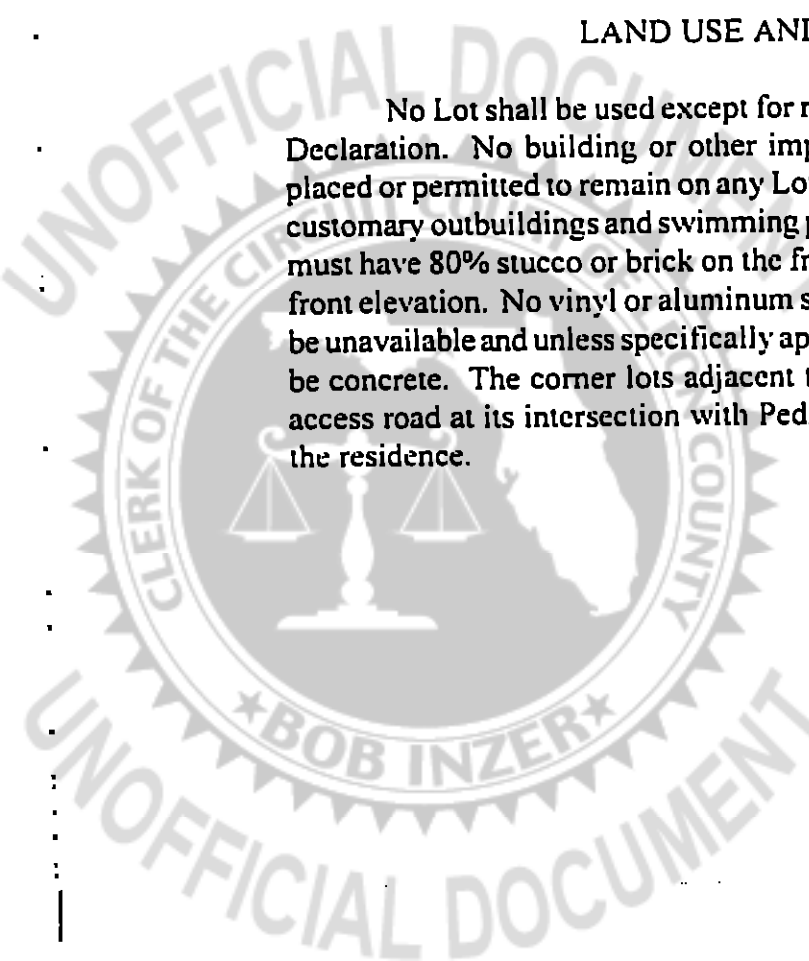 LAND USE AND
No Lot shall be used except for r
Declaration. No building or other imp
placed or permitted to remain on any Lo
customary outbuildings and swimming p
must have 80% stucco or brick on the fr
front elevation. No vinyl or aluminum s
be unavailable and unless specifically ap
be concrete. The corner lots adjacent t
access road at its intersection with Ped
the residence.
UNOFFICIAL DOCUMENT
CLERK OF THE CIR
COUNTY
BOB INZER
UNOFFICIAL DOCUMENT